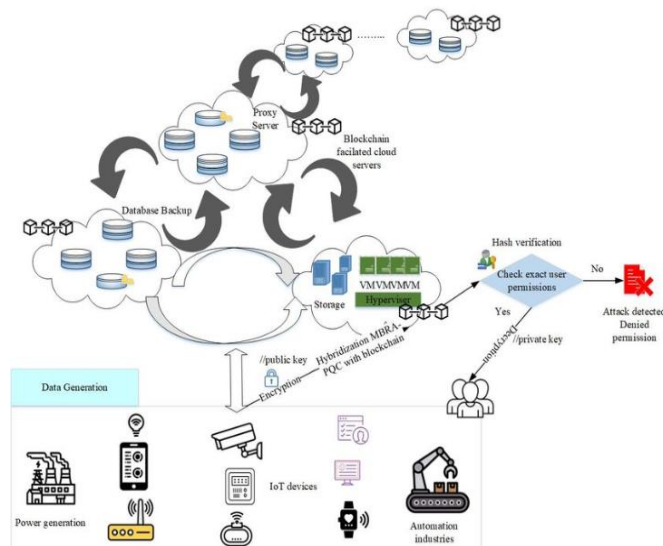 .........
Proxy
Server
Blockchain
facilated cloud
servers
Database Backup
Hash verification
Storage
VMVMVMVM
Hyperviser
Check exact user
permissions
No
Yes
Attack detected
Denied
permission
//public key
Encryption
Hybridization MBRA-
PQC with blockchain
Decryption
//private key
Data Generation
IoT devices
Power generation
Automation
industries